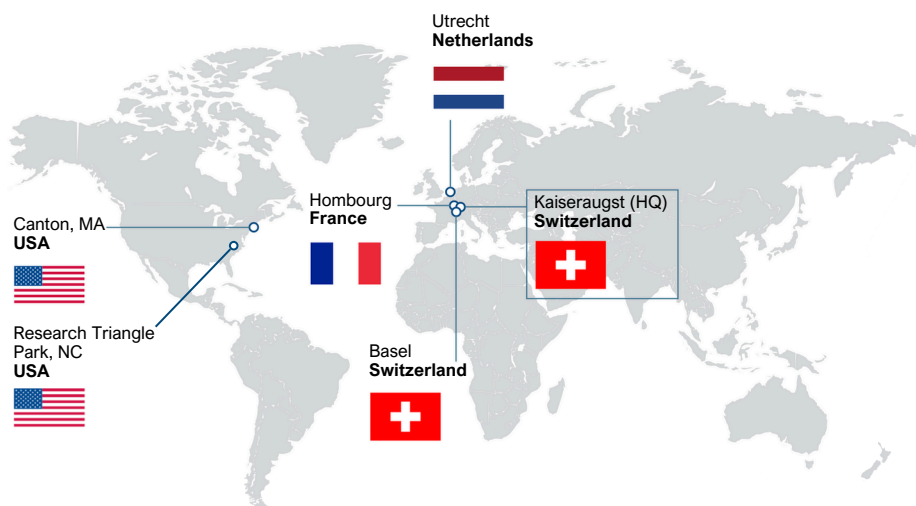 Utrecht
Netherlands
Hombourg
France
Kaiseraugst (HQ)
Switzerland
Canton, MA
USA
Research Triangle
Park, NC
USA
Basel
Switzerland